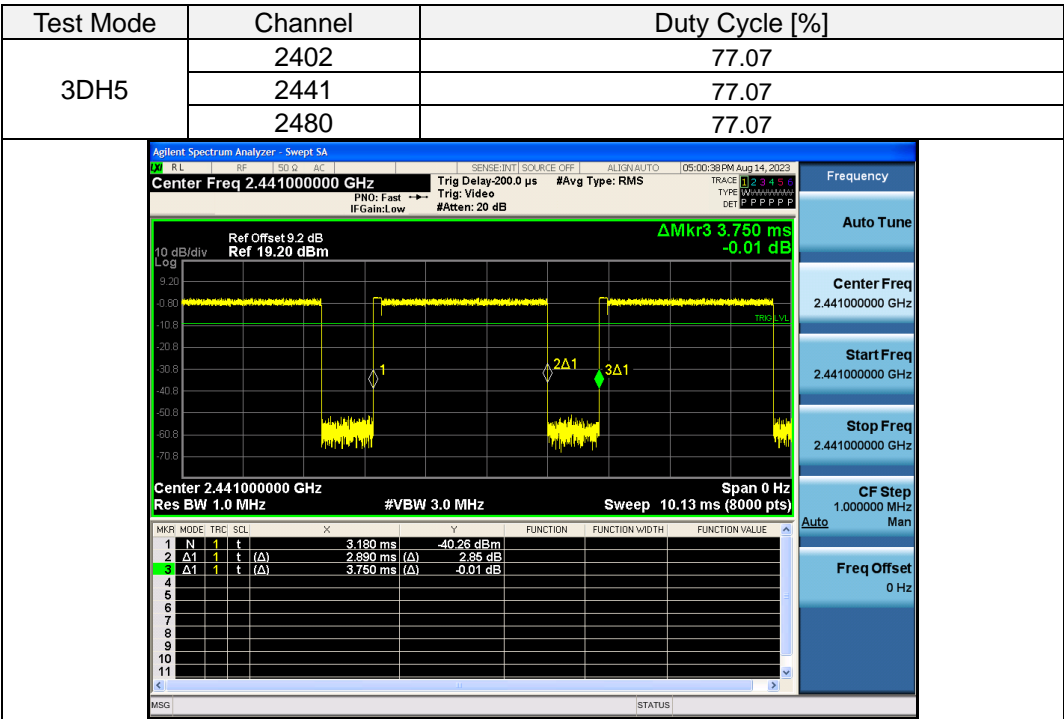 Test Mode Channel Duty Cycle [%]
3DH5
2402 77.07
2441 77.07
2480 77.07
Agilent Spectrum Analyzer - Swept SA
LXI RL RF 50 Ω AC SENSE:INT SOURCE OFF ALIGN AUTO 05:00:38 PM Aug 14, 2023
Center Freq 2.441000000 GHz
PNO: Fast
IFGain:Low
Trig Delay-200.0 µs #Avg Type: RMS
Trig: Video
#Atten: 20 dB
TRACE 1 2 3 4 5 6
TYPE
DET P P P P P P
Ref Offset 9.2 dB
10 dB/div Ref 19.20 dBm
Log
ΔMkr3 3.750 ms
-0.01 dB
9.20
-0.80
-10.8
-20.8
-30.8
-40.8
-50.8
-60.8
-70.8
TRIG LVL
1
2Δ1
3Δ1
Center 2.441000000 GHz Span 0 Hz
Res BW 1.0 MHz #VBW 3.0 MHz Sweep 10.13 ms (8000 pts)
MKR MODE TRC SCL X Y FUNCTION FUNCTION WIDTH FUNCTION VALUE
1 N 1 t 3.180 ms -40.26 dBm
2 Δ1 1 t (Δ) 2.890 ms (Δ) 2.85 dB
3 Δ1 1 t (Δ) 3.750 ms (Δ) -0.01 dB
4
5
6
7
8
9
10
11
MSG STATUS
Frequency
Auto Tune
Center Freq
2.441000000 GHz
Start Freq
2.441000000 GHz
Stop Freq
2.441000000 GHz
CF Step
1.000000 MHz
Auto Man
Freq Offset
0 Hz